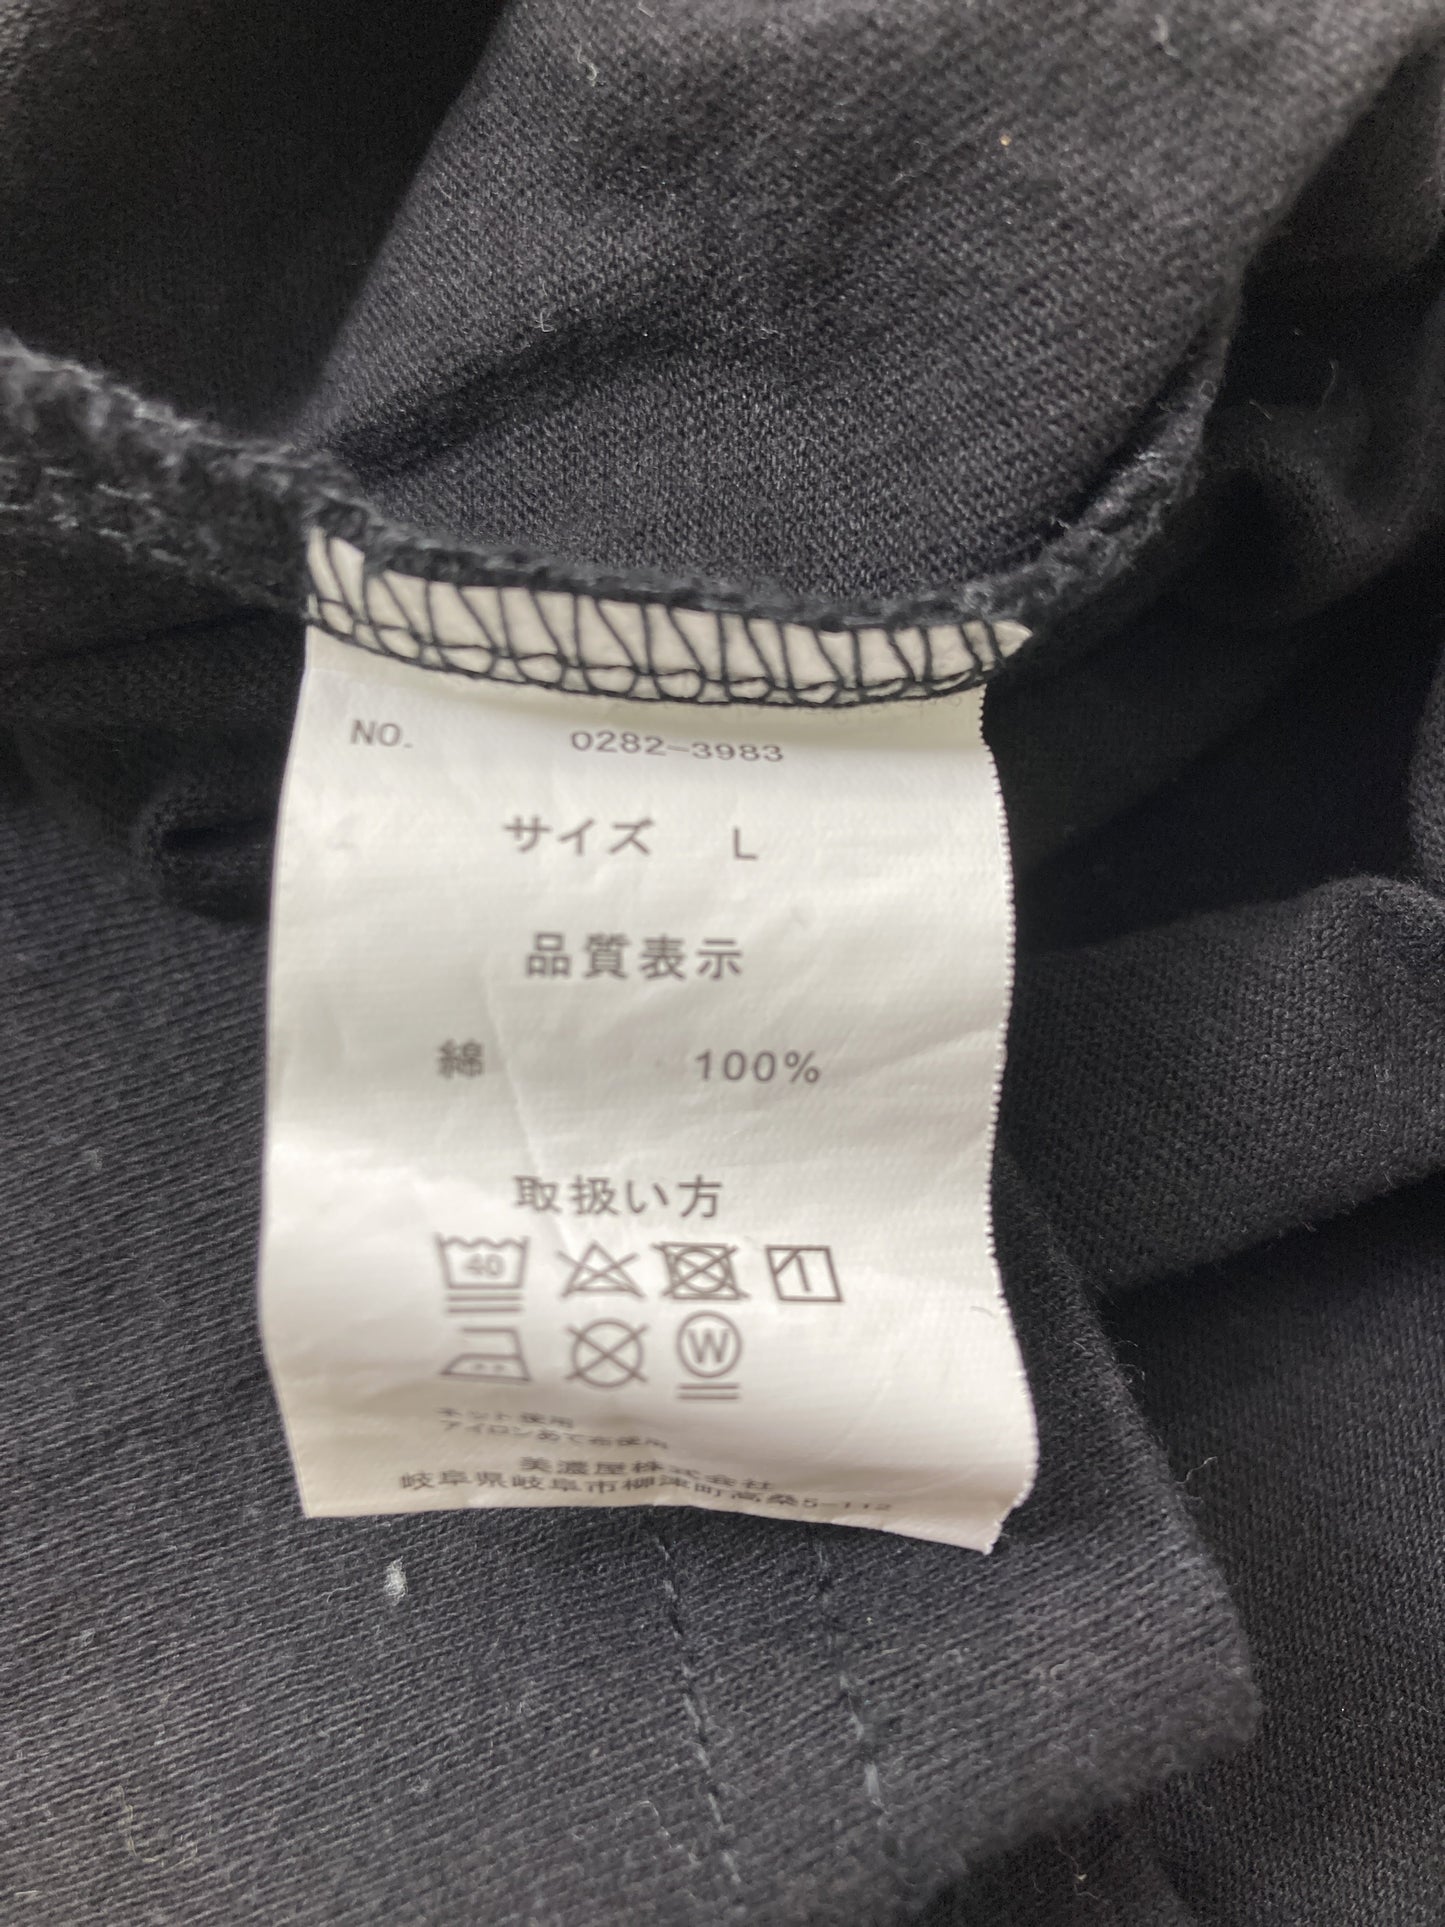 NO. 0282-3983
サイズ L
品質表示
綿 100%
取扱い方
40
W
ネット使用
アイロンあて布使用
美濃屋株式会社
岐阜県岐阜市柳津町高桑5-112